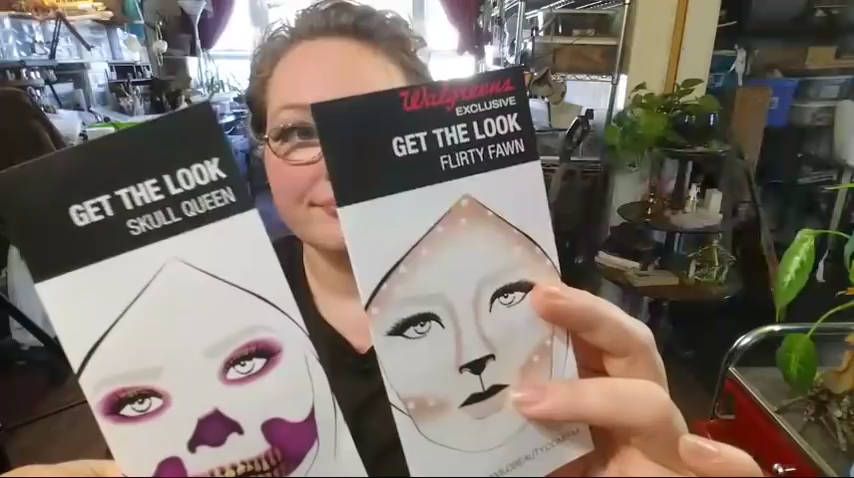 GET THE LOOK
SKULL QUEEN
Walgreens
EXCLUSIVE
GET THE LOOK
FLIRTY FAWN